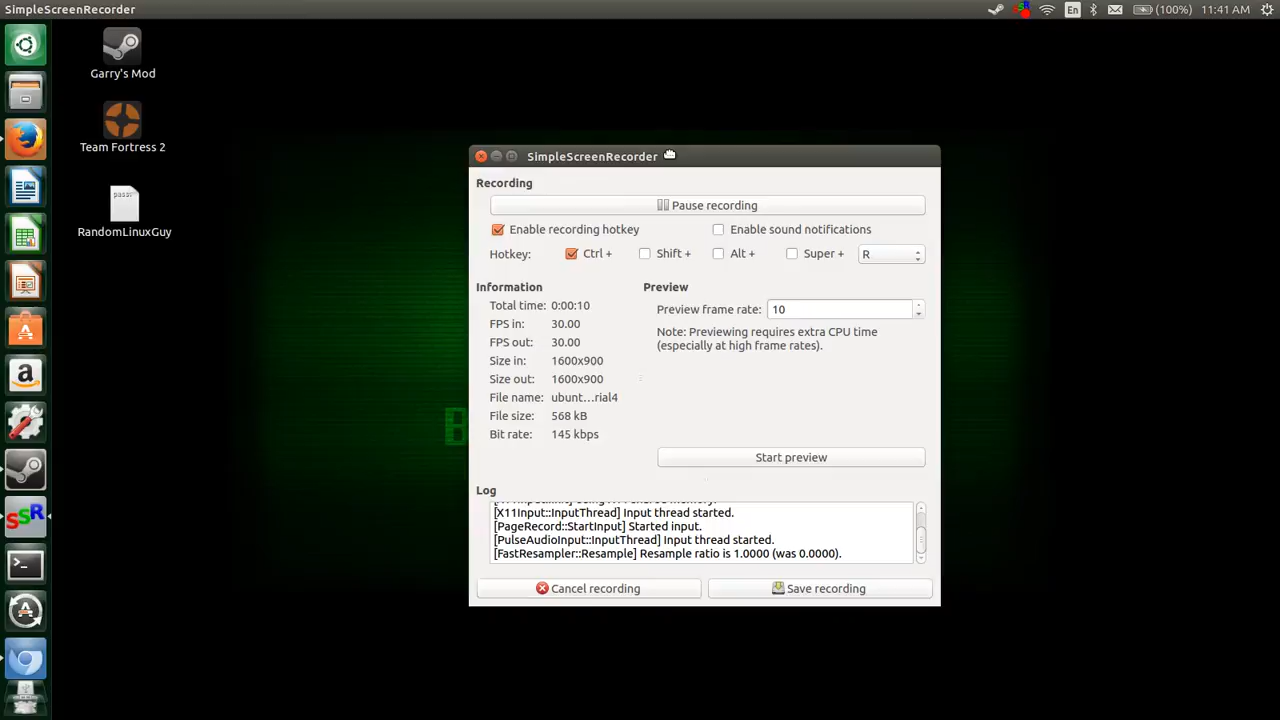 SimpleScreenRecorder
En
(100%)
11:41 AM
Garry's Mod
Team Fortress 2
RandomLinuxGuy
SimpleScreenRecorder
Recording
Pause recording
Enable recording hotkey
Enable sound notifications
Hotkey:
Ctrl +
Shift +
Alt +
Super +
R
Information
Total time: 0:00:10
FPS in: 30.00
FPS out: 30.00
Size in: 1600x900
Size out: 1600x900
File name: ubunt...rial4
File size: 568 kB
Bit rate: 145 kbps
Preview
Preview frame rate: 10
Note: Previewing requires extra CPU time
(especially at high frame rates).
Start preview
Log
[X11Input::InputThread] Input thread started.
[PageRecord::StartInput] Started input.
[PulseAudioInput::InputThread] Input thread started.
[FastResampler::Resample] Resample ratio is 1.0000 (was 0.0000).
Cancel recording
Save recording